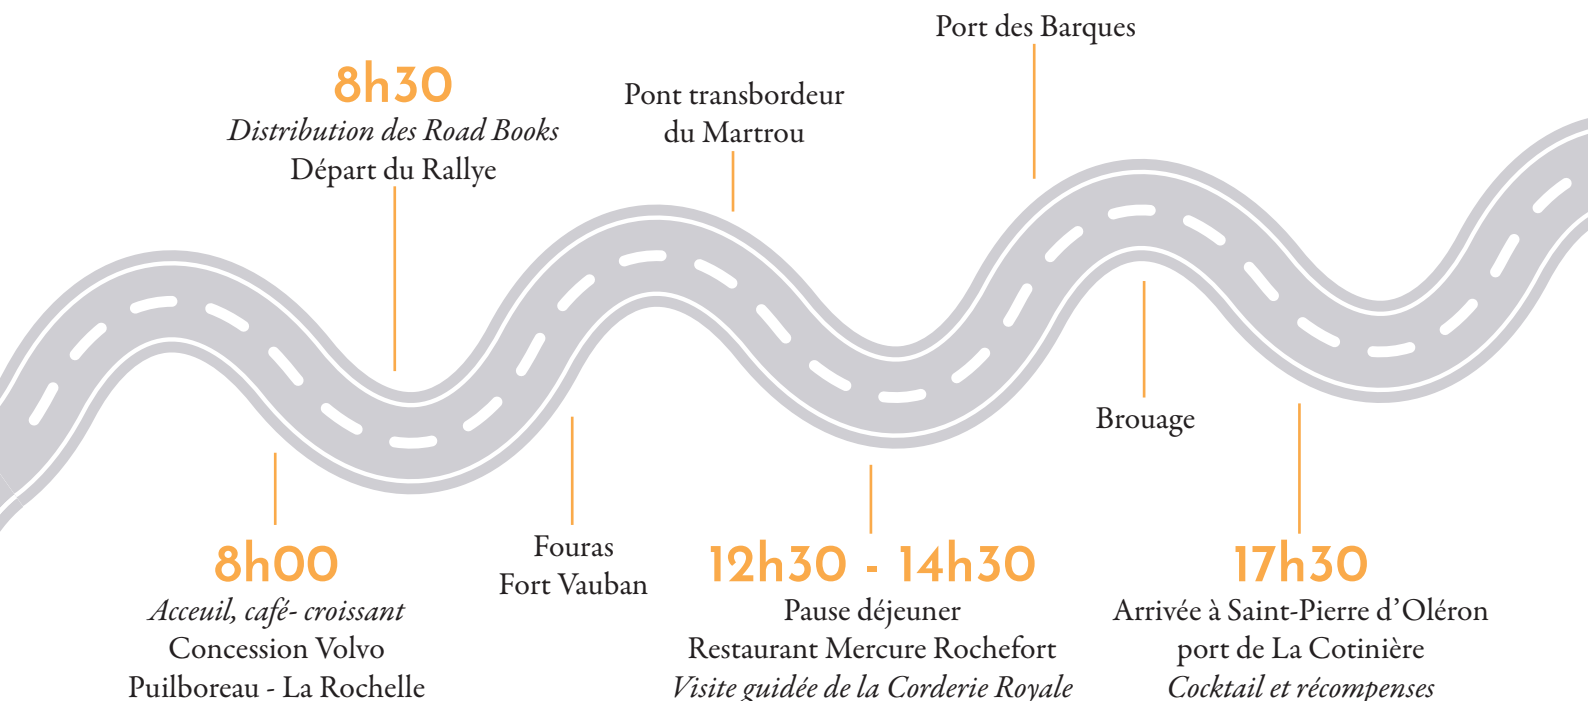 8h00
Acceuil, café- croissant
Concession Volvo
Puilboreau - La Rochelle
8h30
Distribution des Road Books
Départ du Rallye
Fouras
Fort Vauban
Pont transbordeur
du Martrou
12h30 - 14h30
Pause déjeuner
Restaurant Mercure Rochefort
Visite guidée de la Corderie Royale
Port des Barques
Brouage
17h30
Arrivée à Saint-Pierre d’Oléron
port de La Cotinière
Cocktail et récompenses